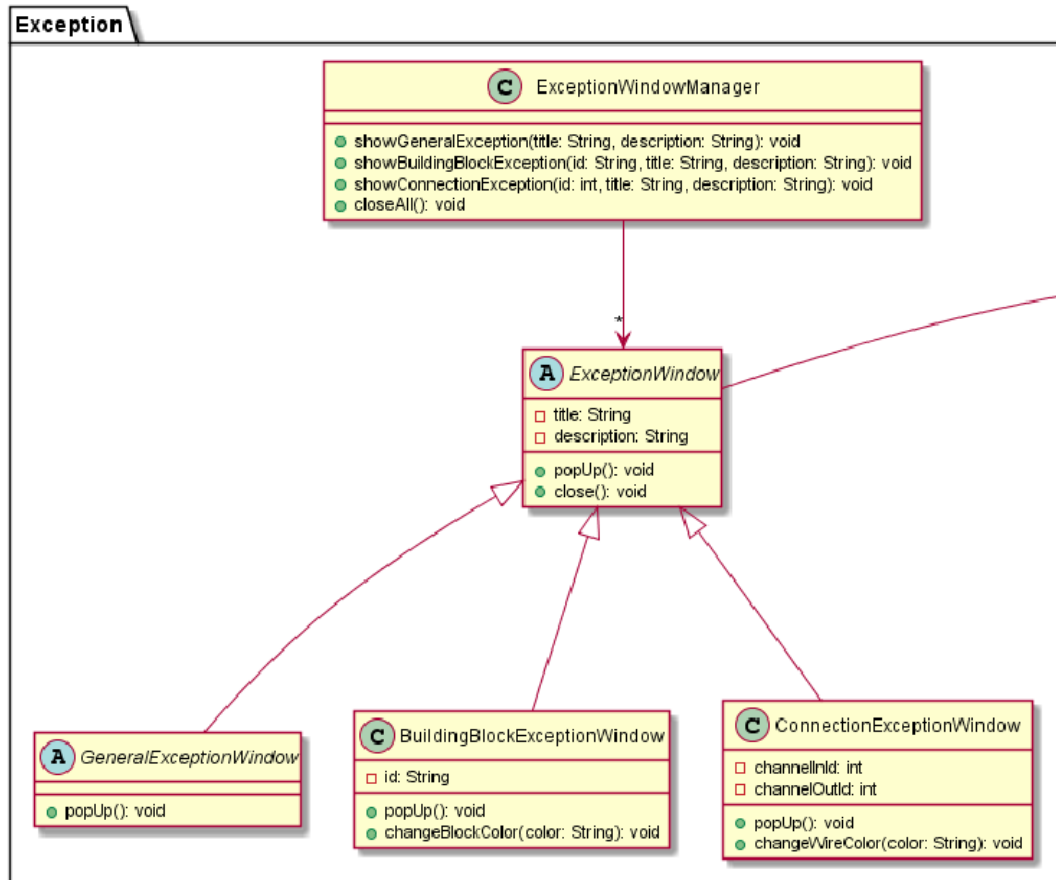 Exception
C ExceptionWindowManager
showGeneralException(title: String, description: String): void
showBuildingBlockException(id: String, title: String, description: String): void
showConnectionException(id: int, title: String, description: String): void
closeAll(): void
*
A ExceptionWindow
title: String
description: String
popUp(): void
close(): void
A GeneralExceptionWindow
popUp(): void
C BuildingBlockExceptionWindow
id: String
popUp(): void
changeBlockColor(color: String): void
C ConnectionExceptionWindow
channelInId: int
channelOutId: int
popUp(): void
changeWireColor(color: String): void